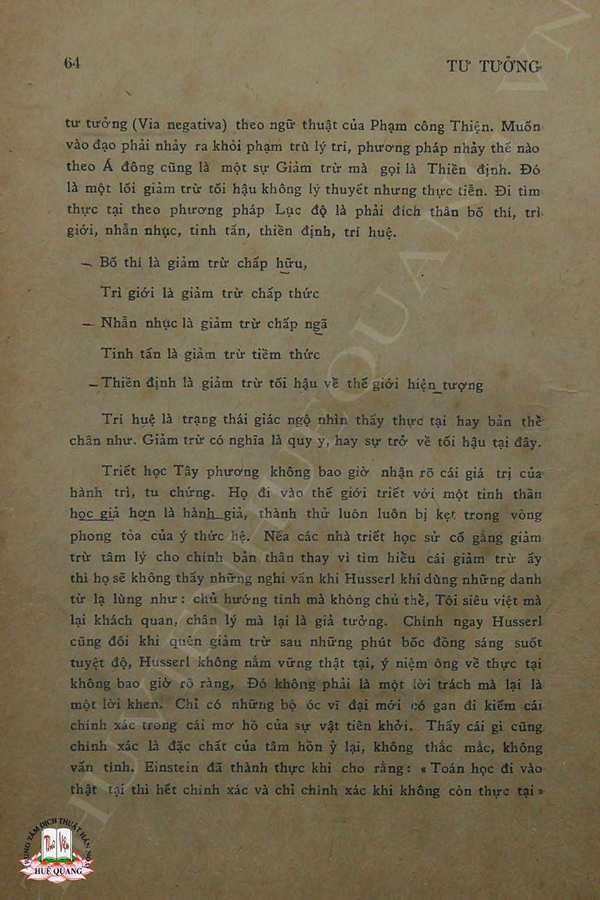 64
TƯ TƯỞNG
tư tưởng (Via negativa) theo ngữ thuật của Phạm công Thiện. Muốn
vào đạo phải nhảy ra khỏi phạm trù lý trí, phương pháp nhảy thế nào
theo Á đông cũng là một sự Giảm trừ mà gọi là Thiền định. Đó
là một lối giảm trừ tối hậu không lý thuyết nhưng thực tiễn. Đi tìm
thực tại theo phương pháp Lục độ là phải đích thân bố thí, trì
giới, nhẫn nhục, tinh tấn, thiền định, trí huệ.
— Bố thí là giảm trừ chấp hữu,
Trì giới là giảm trừ chấp thức
— Nhẫn nhục là giảm trừ chấp ngã
Tinh tấn là giảm trừ tiềm thức
— Thiền định là giảm trừ tối hậu về thế giới hiện tượng
Trí huệ là trạng thái giác ngộ nhìn thấy thực tại hay bản thể
chân như. Giảm trừ có nghĩa là quy y, hay sự trở về tối hậu tại đây.
Triết học Tây phương không bao giờ nhận rõ cái giá trị của
hành trì, tu chứng. Họ đi vào thế giới triết với một tinh thần
học giả hơn là hành giả, thành thử luôn luôn bị kẹt trong vòng
phong tỏa của ý thức hệ. Nếu các nhà triết học sử cố gắng giảm
trừ tâm lý cho chính bản thân thay vì tìm hiểu cái giảm trừ ấy
thì họ sẽ không thấy những nghi vấn khi Husserl khi dùng những danh
từ lạ lùng như : chủ hướng tính mà không chủ thể, Tôi siêu việt mà
lại khách quan, chân lý mà lại là giả tưởng. Chính ngay Husserl
cũng đôi khi quên giảm trừ sau những phút bốc đồng sáng suốt
tuyệt độ, Husserl không nắm vững thật tại, ý niệm ông về thực tại
không bao giờ rõ ràng, Đó không phải là một lời trách mà lại là
một lời khen. Chỉ có những bộ óc vĩ đại mới có gan đi kiếm cái
chính xác trong cái mơ hồ của sự vật tiền khởi. Thấy cái gì cũng
chính xác là đặc chất của tâm hồn ỷ lại, không thắc mắc, không
vấn tính. Einstein đã thành thực khi cho rằng : « Toán học đi vào
thật tại thì hết chính xác và chỉ chính xác khi không còn thực tại »
TRUNG TÂM DỊCH THUẬT HÁN NÔM
Thư Viện
HUỆ QUANG